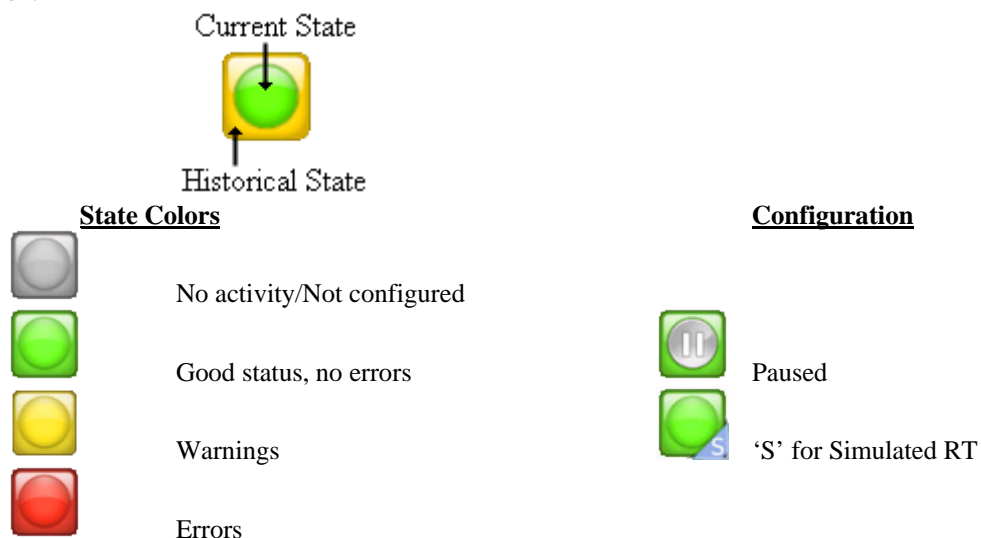 Current State
Historical State
State Colors
Configuration
No activity/Not configured
Good status, no errors
Paused
Warnings
S
‘S’ for Simulated RT
Errors